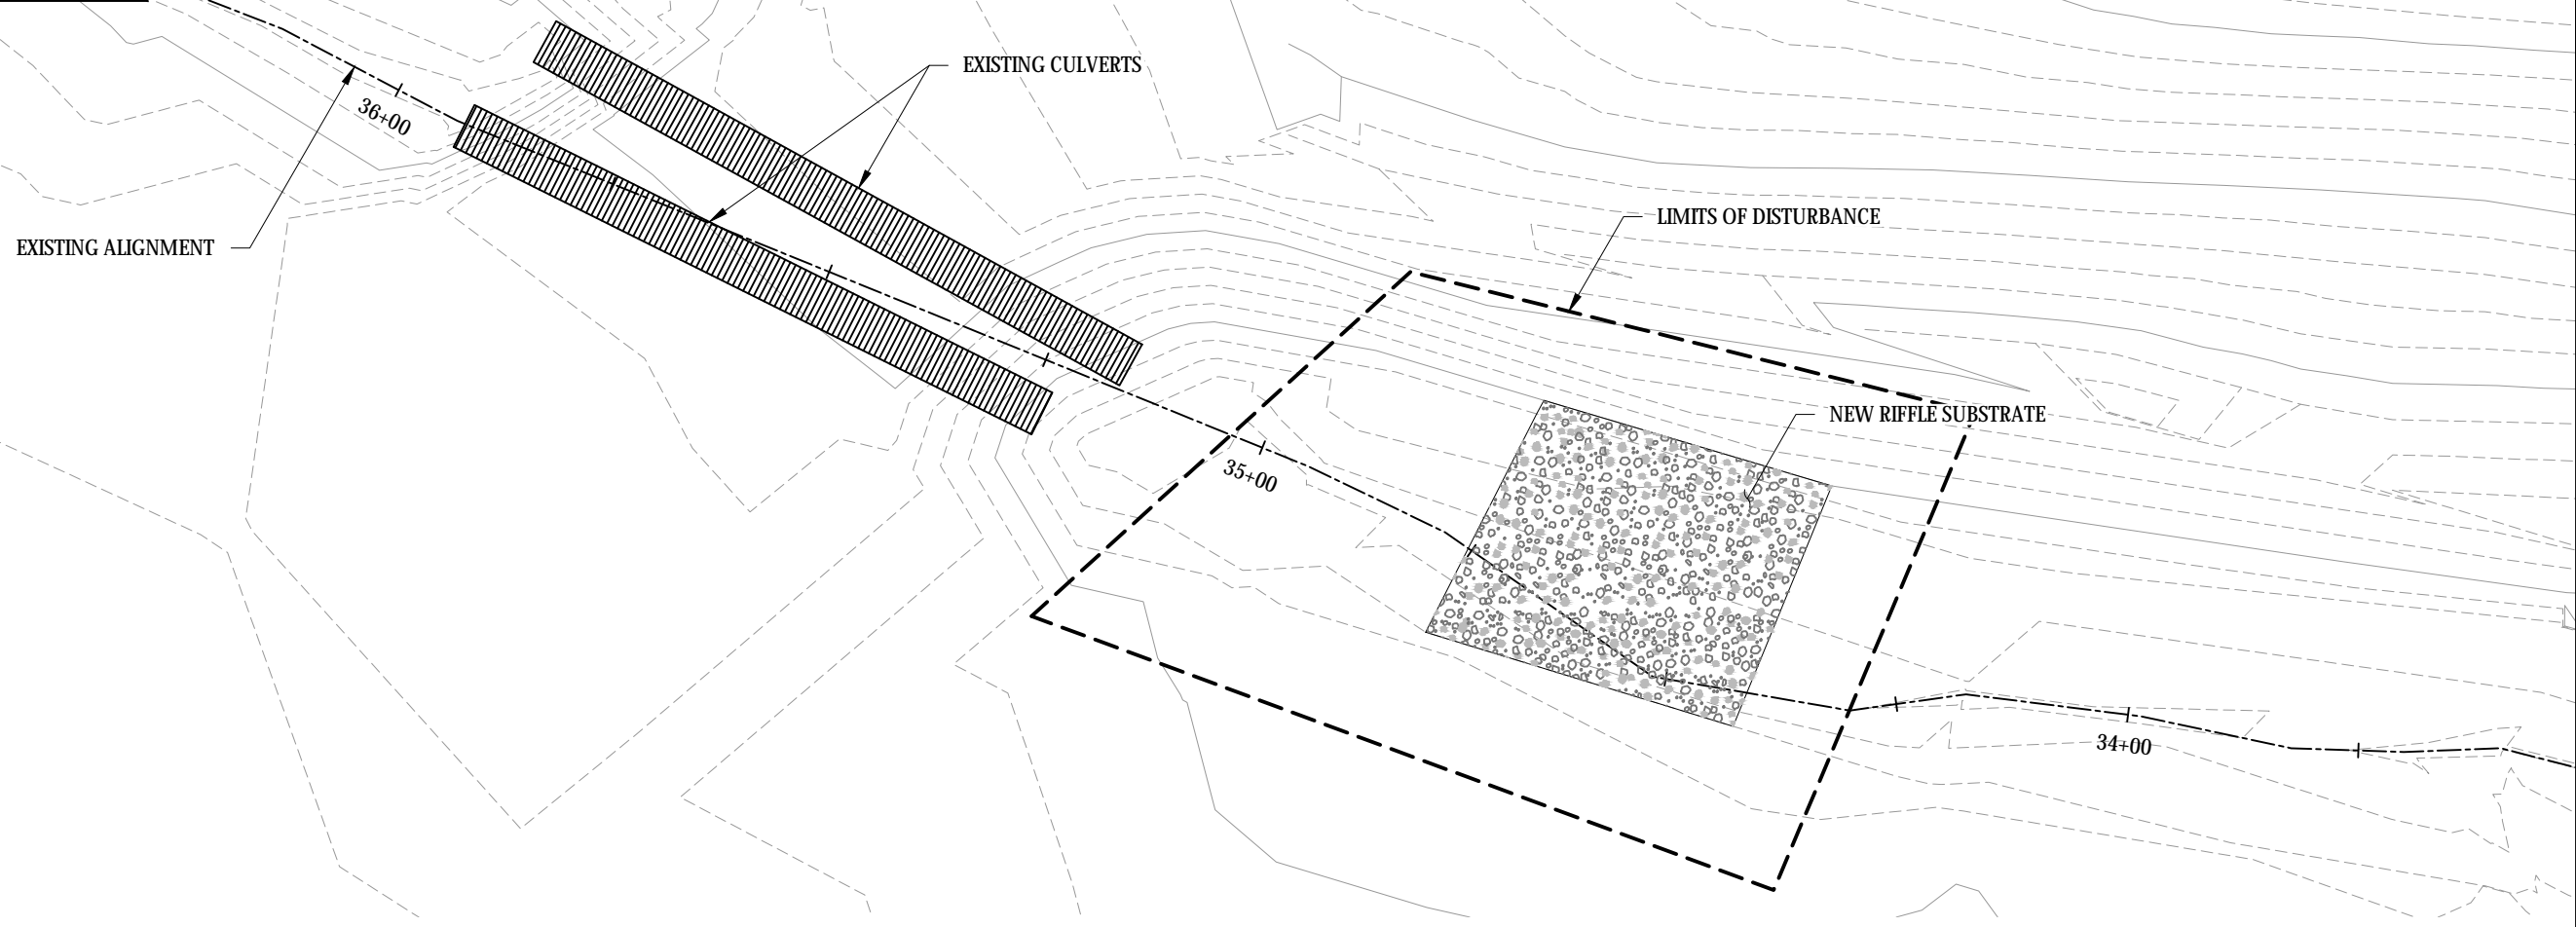 EXISTING CULVERTS
36+00
LIMITS OF DISTURBANCE
EXISTING ALIGNMENT
NEW RIFFLE SUBSTRATE
35+00
34+00